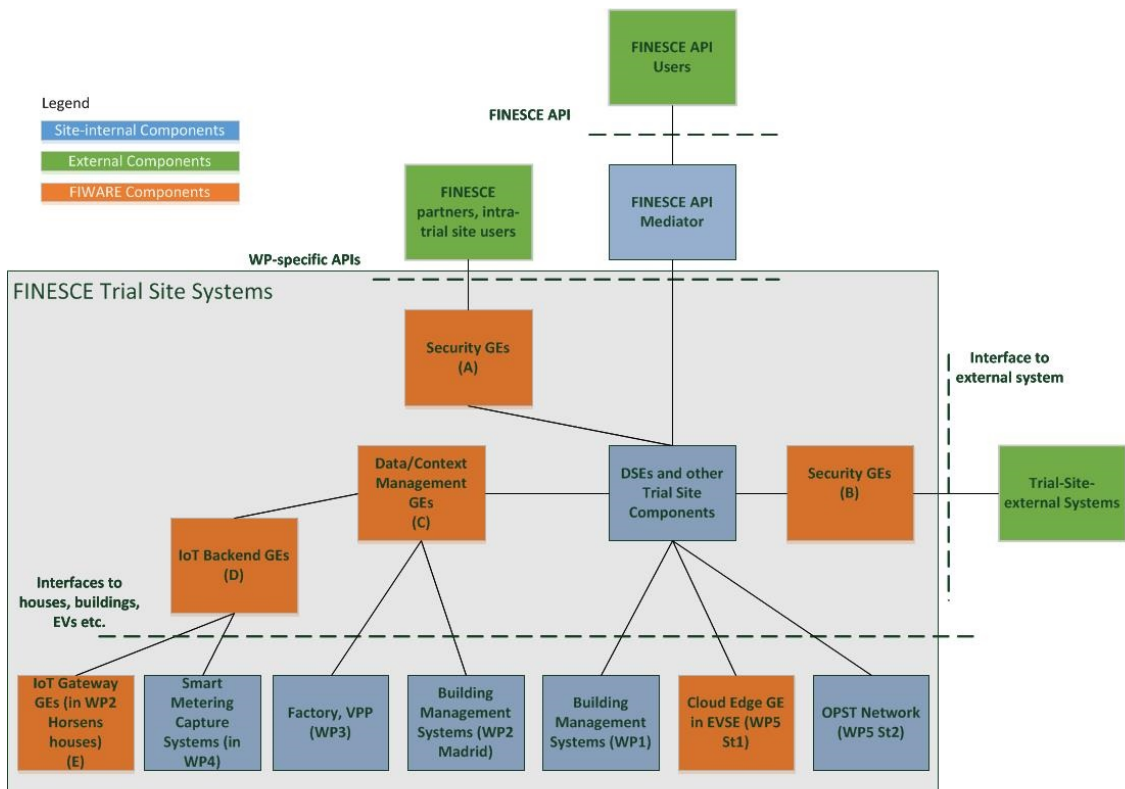 FINESCE API
Users
Legend
Site-internal Components
External Components
FIWARE Components
FINESCE API
FINESCE
partners, intra-
trial site users
FINESCE API
Mediator
WP-specific APIs
FINESCE Trial Site Systems
Security GEs
(A)
Interface to
external system
Data/Context
Management
GEs
(C)
DSEs and other
Trial Site
Components
Security GEs
(B)
Trial-Site-
external Systems
IoT Backend GEs
(D)
Interfaces to
houses, buildings,
EVs etc.
IoT Gateway
GEs (in WP2
Horsens
houses)
(E)
Smart
Metering
Capture
Systems (in
WP4)
Factory, VPP
(WP3)
Building
Management
Systems (WP2
Madrid)
Building
Management
Systems (WP1)
Cloud Edge GE
in EVSE (WP5
St1)
OPST Network
(WP5 St2)